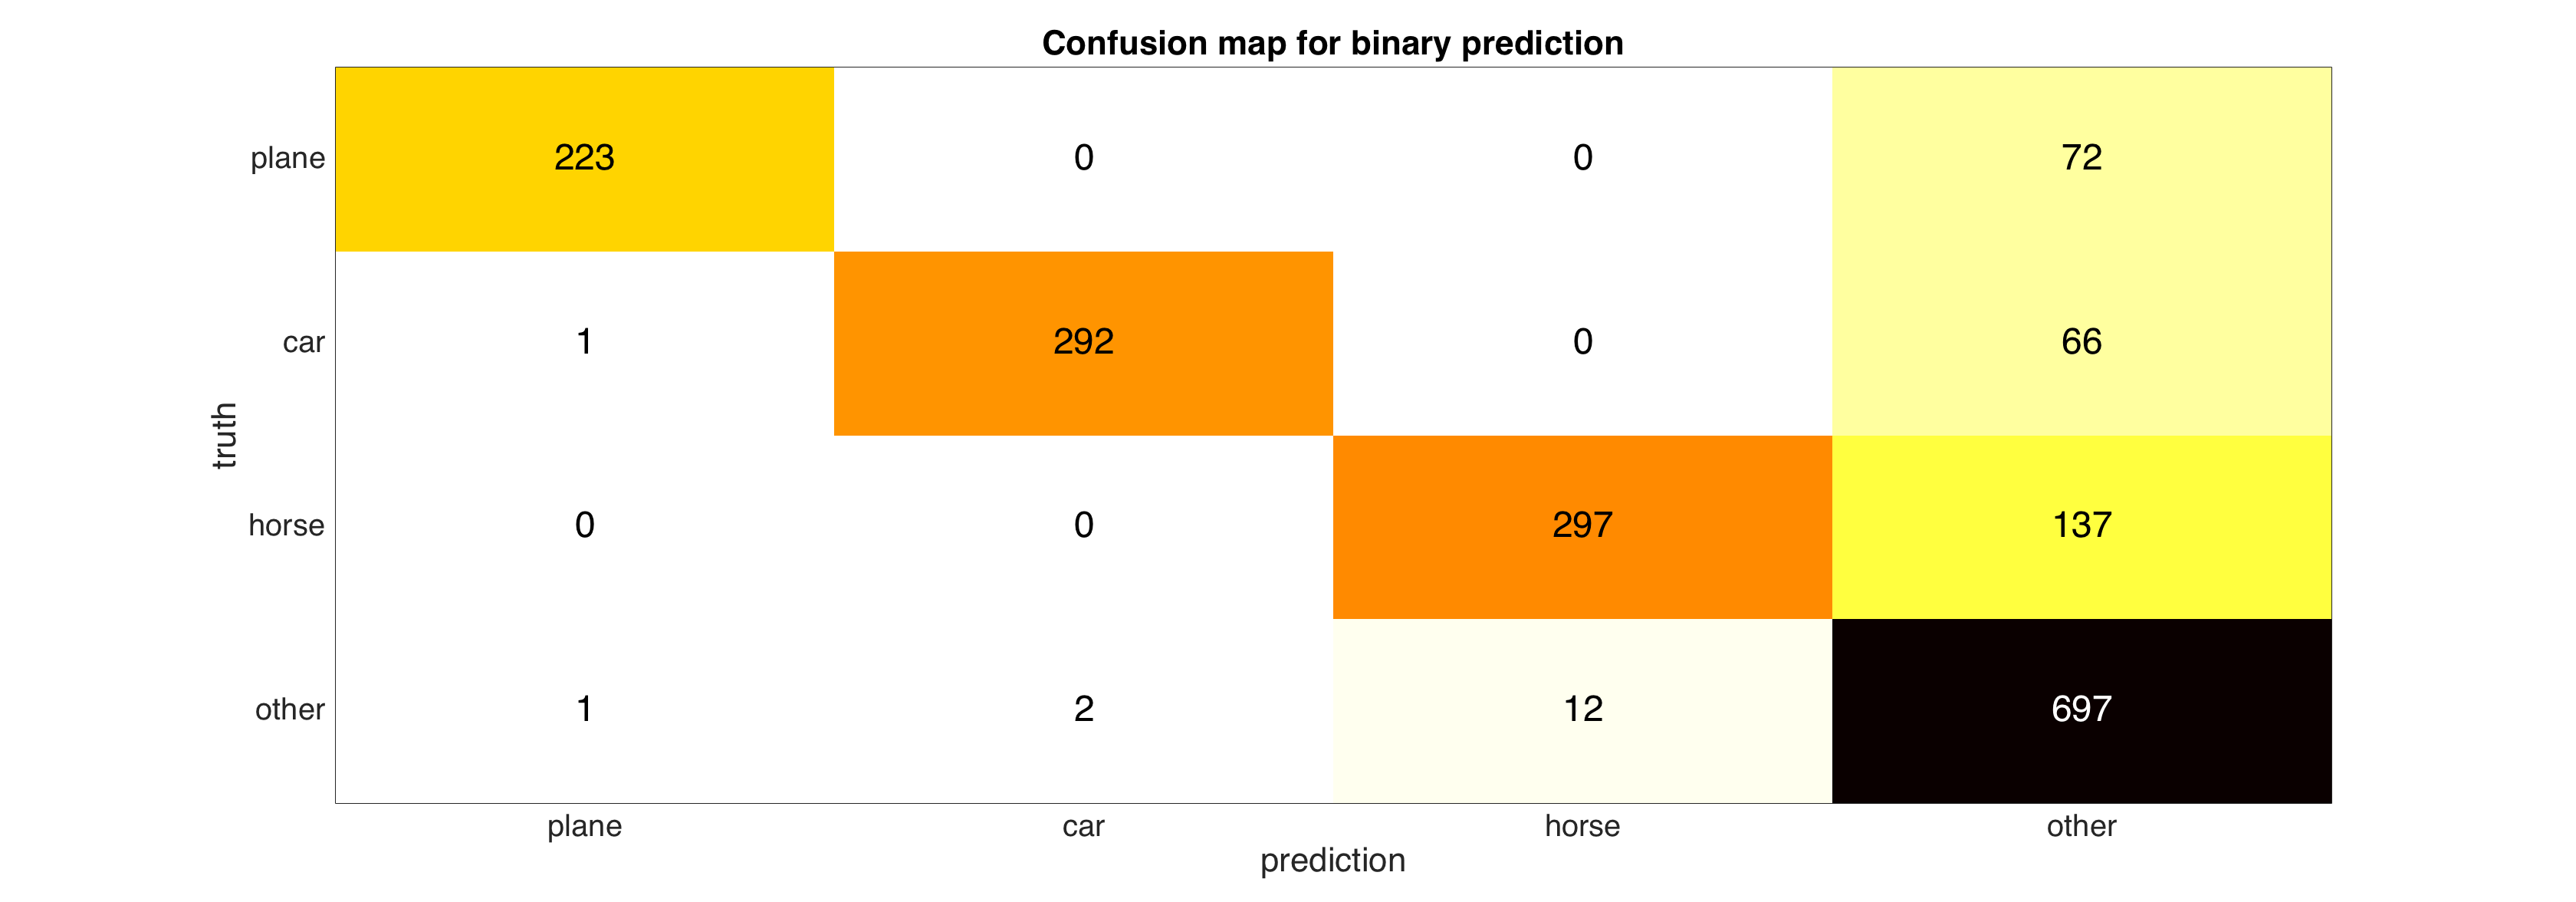 Confusion map for binary prediction
plane 223 0 0 72
car 1 292 0 66
horse 0 0 297 137
other 1 2 12 697
plane car horse other
prediction
truth